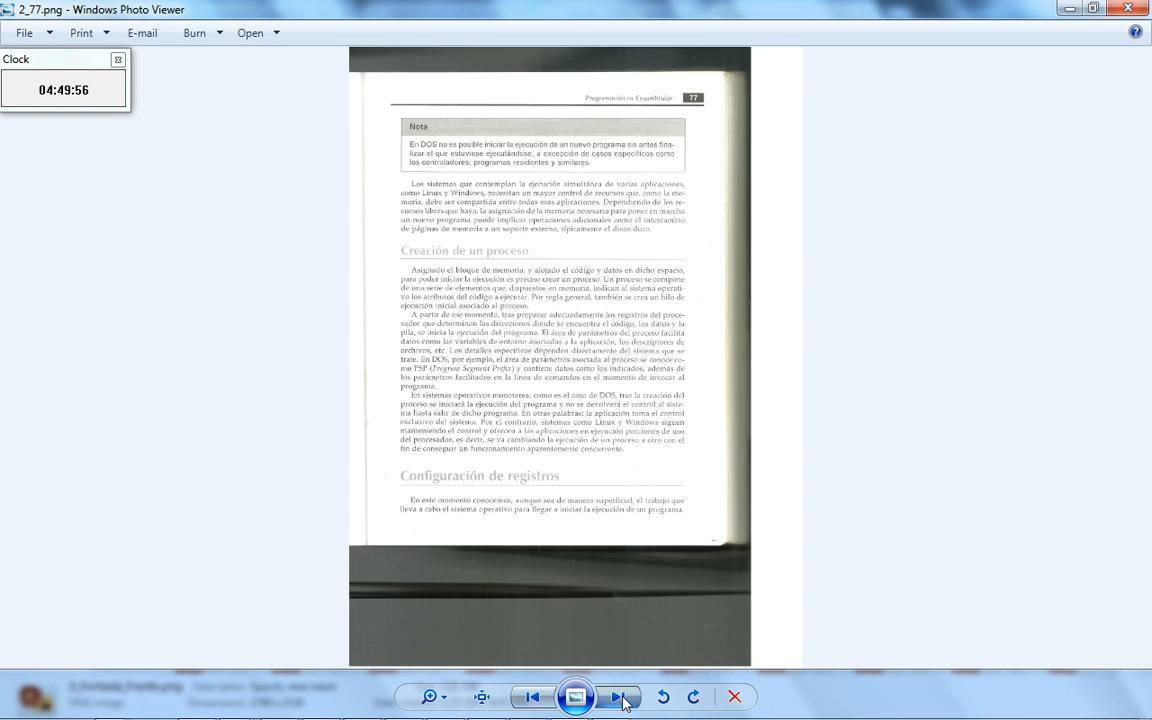 2_77.png - Windows Photo Viewer
File Print E-mail Burn Open
Clock
04:49:56
Programación en Ensamblador 77
Nota
En DOS no es posible iniciar la ejecución de un nuevo programa sin antes fina-
lizar el que estuviese ejecutándose, a excepción de casos específicos como
los controladores, programas residentes y similares.
Los sistemas que contemplan la ejecución simultánea de varias aplicaciones,
como Linux y Windows, necesitan un mayor control de recursos que, como la me-
moria, debe ser compartida entre todas esas aplicaciones. Dependiendo de los re-
cursos libres que haya, la asignación de la memoria necesaria para poner en marcha
un nuevo programa puede implicar operaciones adicionales como el intercambio
de páginas de memoria a un soporte externo, típicamente el disco duro.
Creación de un proceso
Asignado el bloque de memoria, y alojado el código y datos en dicho espacio,
para poder iniciar la ejecución es preciso crear un proceso. Un proceso se compone
de una serie de elementos que, dispuestos en memoria, indican al sistema operati-
vo los atributos del código a ejecutar. Por regla general, también se crea un hilo de
ejecución inicial asociado al proceso.
A partir de ese momento, tras preparar adecuadamente los registros del proce-
sador que determinan las direcciones donde se encuentra el código, los datos y la
pila, se inicia la ejecución del programa. El área de parámetros del proceso facilita
datos como las variables de entorno asociadas a la aplicación, los descriptores de
archivos, etc. Los detalles específicos dependen directamente del sistema que se
trate. En DOS, por ejemplo, el área de parámetros asociada al proceso se conoce co-
mo PSP (Program Segment Prefix) y contiene datos como los indicados, además de
los parámetros facilitados en la línea de comandos en el momento de invocar al
programa.
En sistemas operativos monotarea, como es el caso de DOS, tras la creación del
proceso se iniciará la ejecución del programa y no se devolverá el control al siste-
ma hasta salir de dicho programa. En otras palabras: la aplicación toma el control
exclusivo del sistema. Por el contrario, sistemas como Linux y Windows siguen
manteniendo el control y ofrecen a las aplicaciones en ejecución porciones de uso
del procesador, es decir, se va cambiando la ejecución de un proceso a otro con el
fin de conseguir un funcionamiento aparentemente concurrente.
Configuración de registros
En este momento conocemos, aunque sea de manera superficial, el trabajo que
lleva a cabo el sistema operativo para llegar a iniciar la ejecución de un programa.